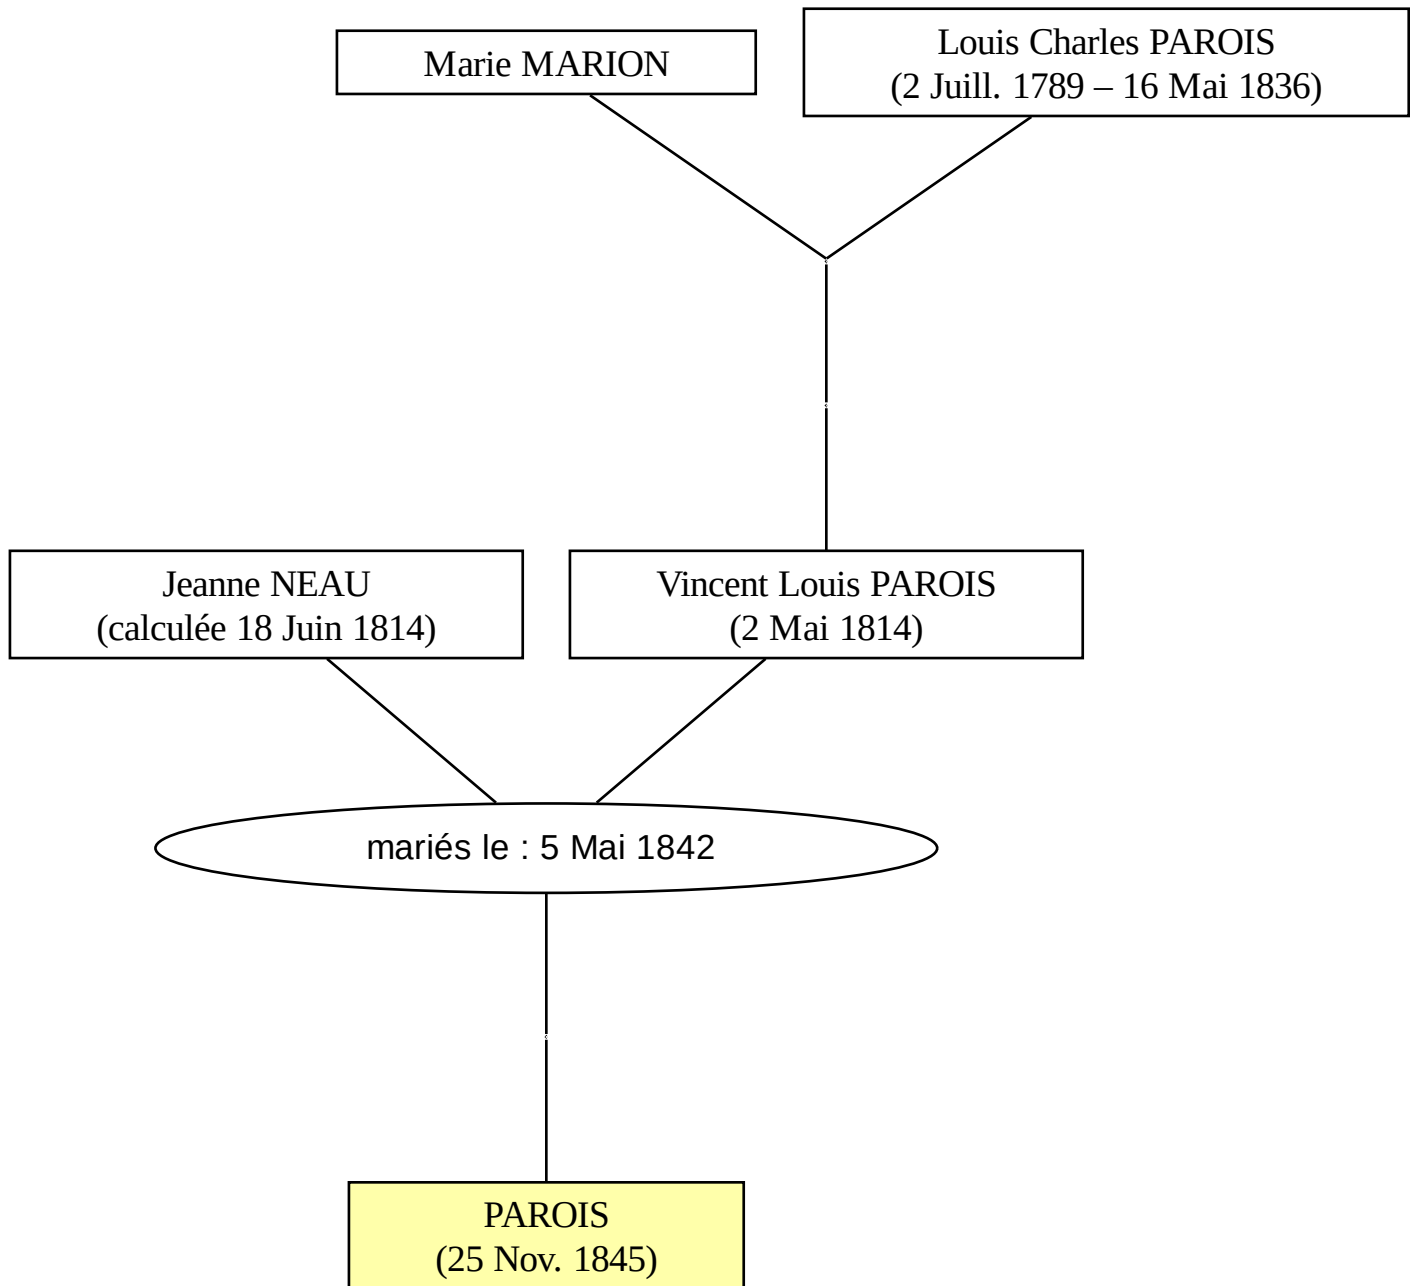 Marie MARION
Louis Charles PAROIS
(2 Juill. 1789 – 16 Mai 1836)
Jeanne NEAU
(calculée 18 Juin 1814)
Vincent Louis PAROIS
(2 Mai 1814)
mariés le : 5 Mai 1842
PAROIS
(25 Nov. 1845)